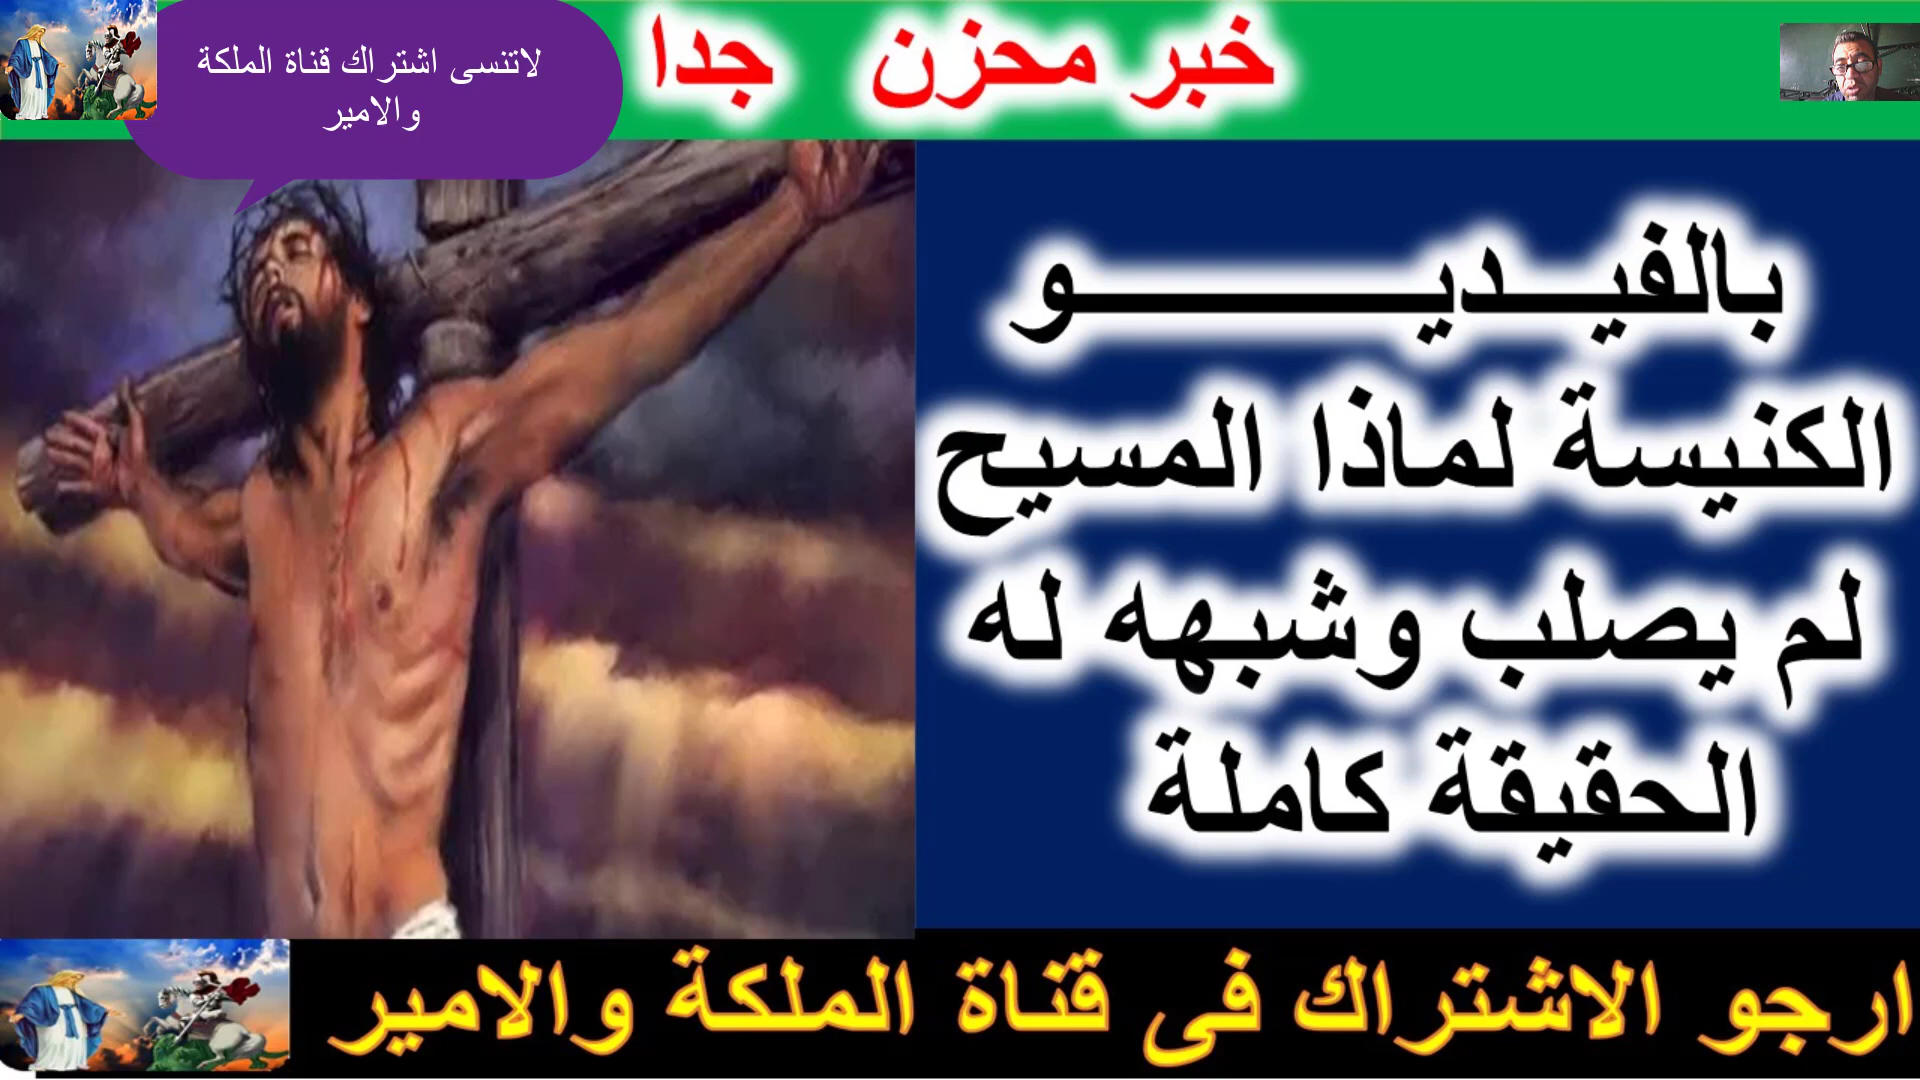 لاتنسى اشتراك قناة الملكة
والامير
خبر محزن جدا
بالفيديو
الكنيسة لماذا المسيح
لم يصلب وشبهه له
الحقيقة كاملة
ارجو الاشتراك فى قناة الملكة والامير